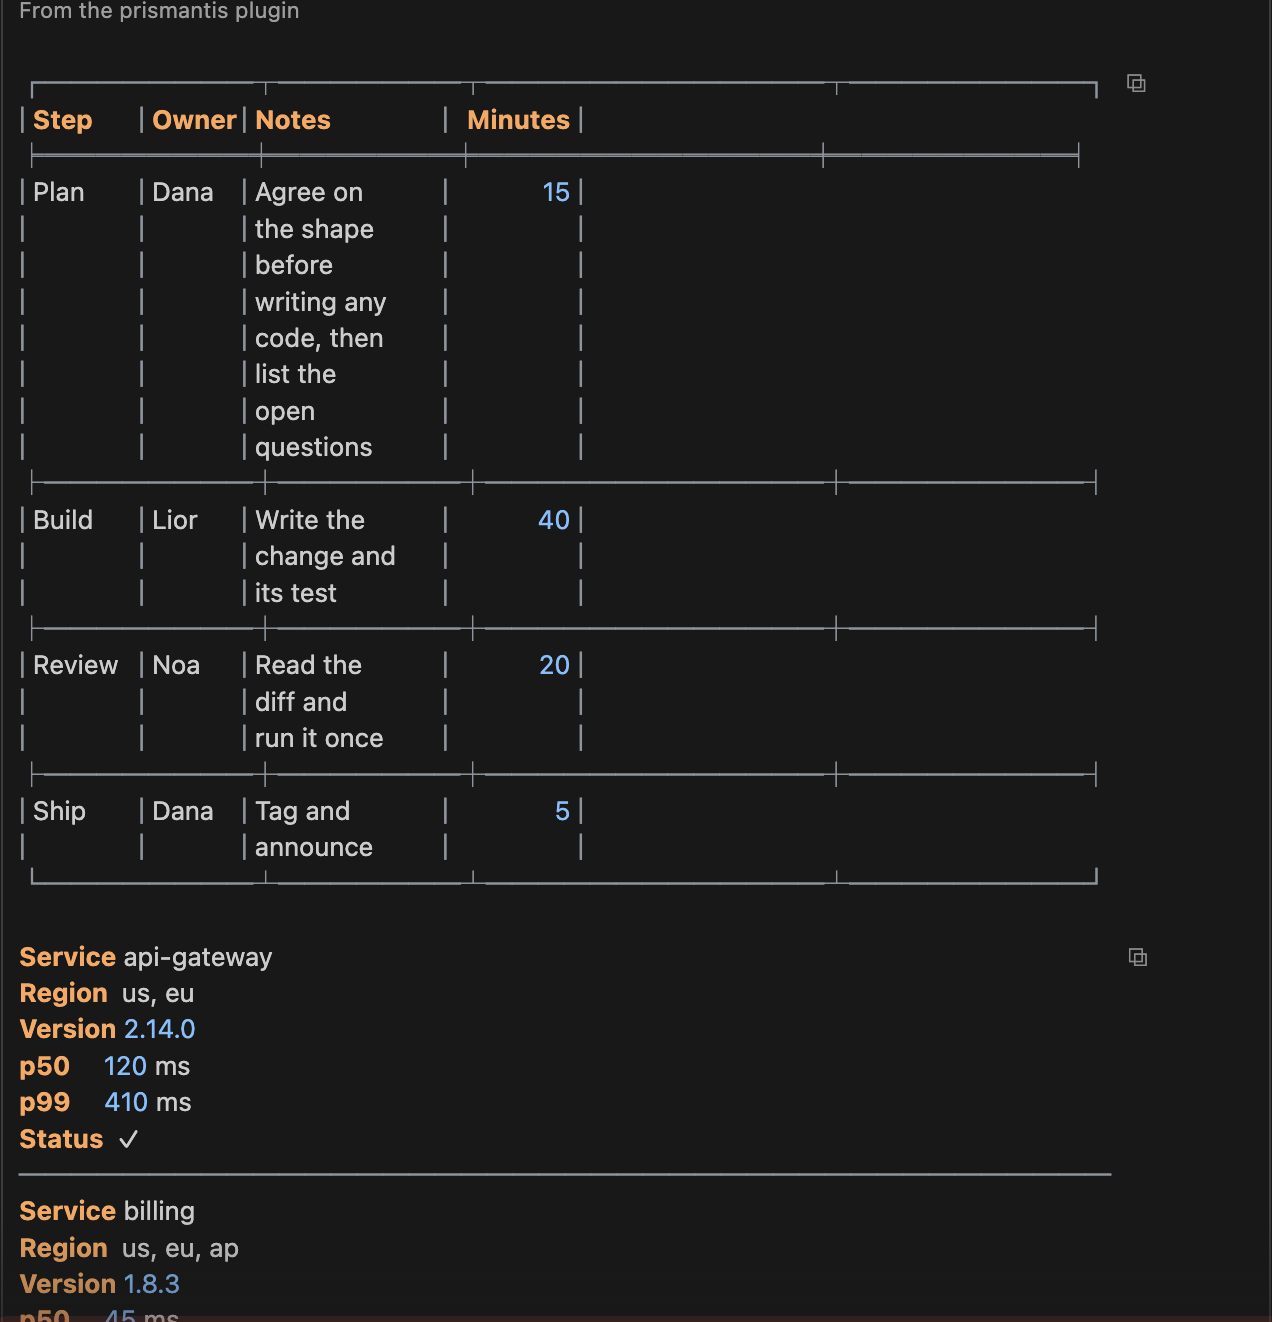 From the prismantis plugin
Step Owner Notes Minutes
Plan Dana Agree on 15
the shape
before
writing any
code, then
list the
open
questions
Build Lior Write the 40
change and
its test
Review Noa Read the 20
diff and
run it once
Ship Dana Tag and 5
announce
Service api-gateway
Region us, eu
Version 2.14.0
p50 120 ms
p99 410 ms
Status ✓
Service billing
Region us, eu, ap
Version 1.8.3
p50 45 ms